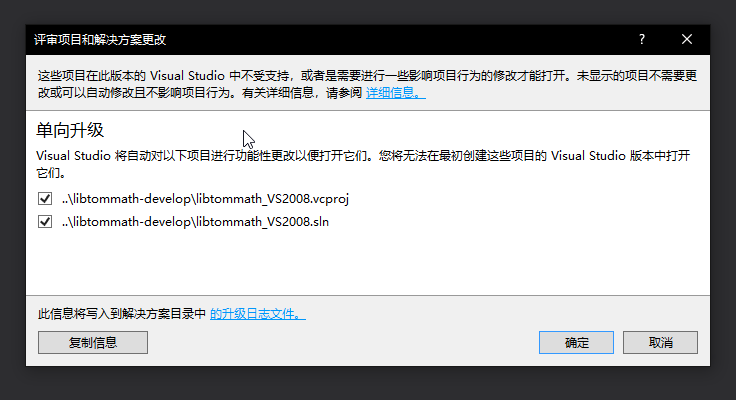 评审项目和解决方案更改
这些项目在此版本的 Visual Studio 中不受支持，或者是需要进行一些影响项目行为的修改才能打开。未显示的项目不需要更
改或可以自动修改且不影响项目行为。有关详细信息，请参阅 详细信息。
单向升级
Visual Studio 将自动对以下项目进行功能性更改以便打开它们。您将无法在最初创建这些项目的 Visual Studio 版本中打开
它们。
..\libtommath-develop\libtommath_VS2008.vcproj
..\libtommath-develop\libtommath_VS2008.sln
此信息将写入到解决方案目录中 的升级日志文件。
复制信息 确定 取消